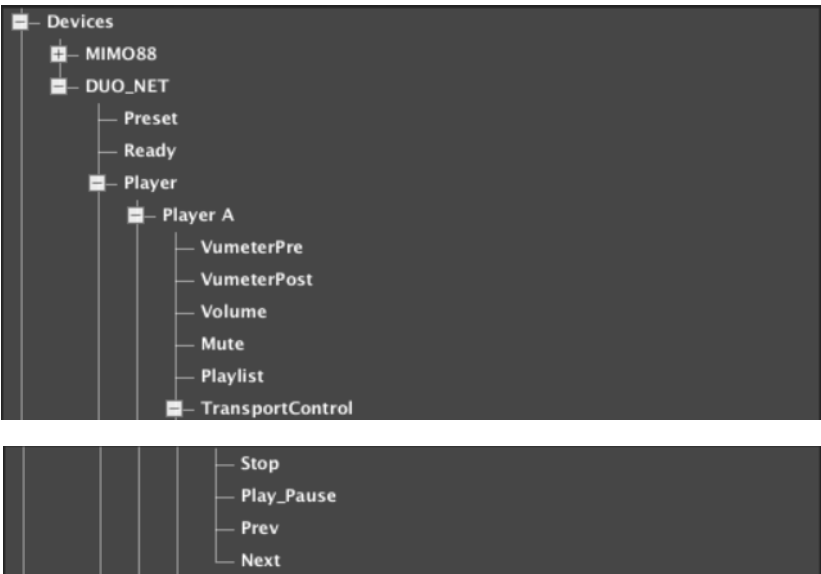 Devices
MIMO88
DUO_NET
Preset
Ready
Player
Player A
VumeterPre
VumeterPost
Volume
Mute
Playlist
TransportControl
Stop
Play_Pause
Prev
Next